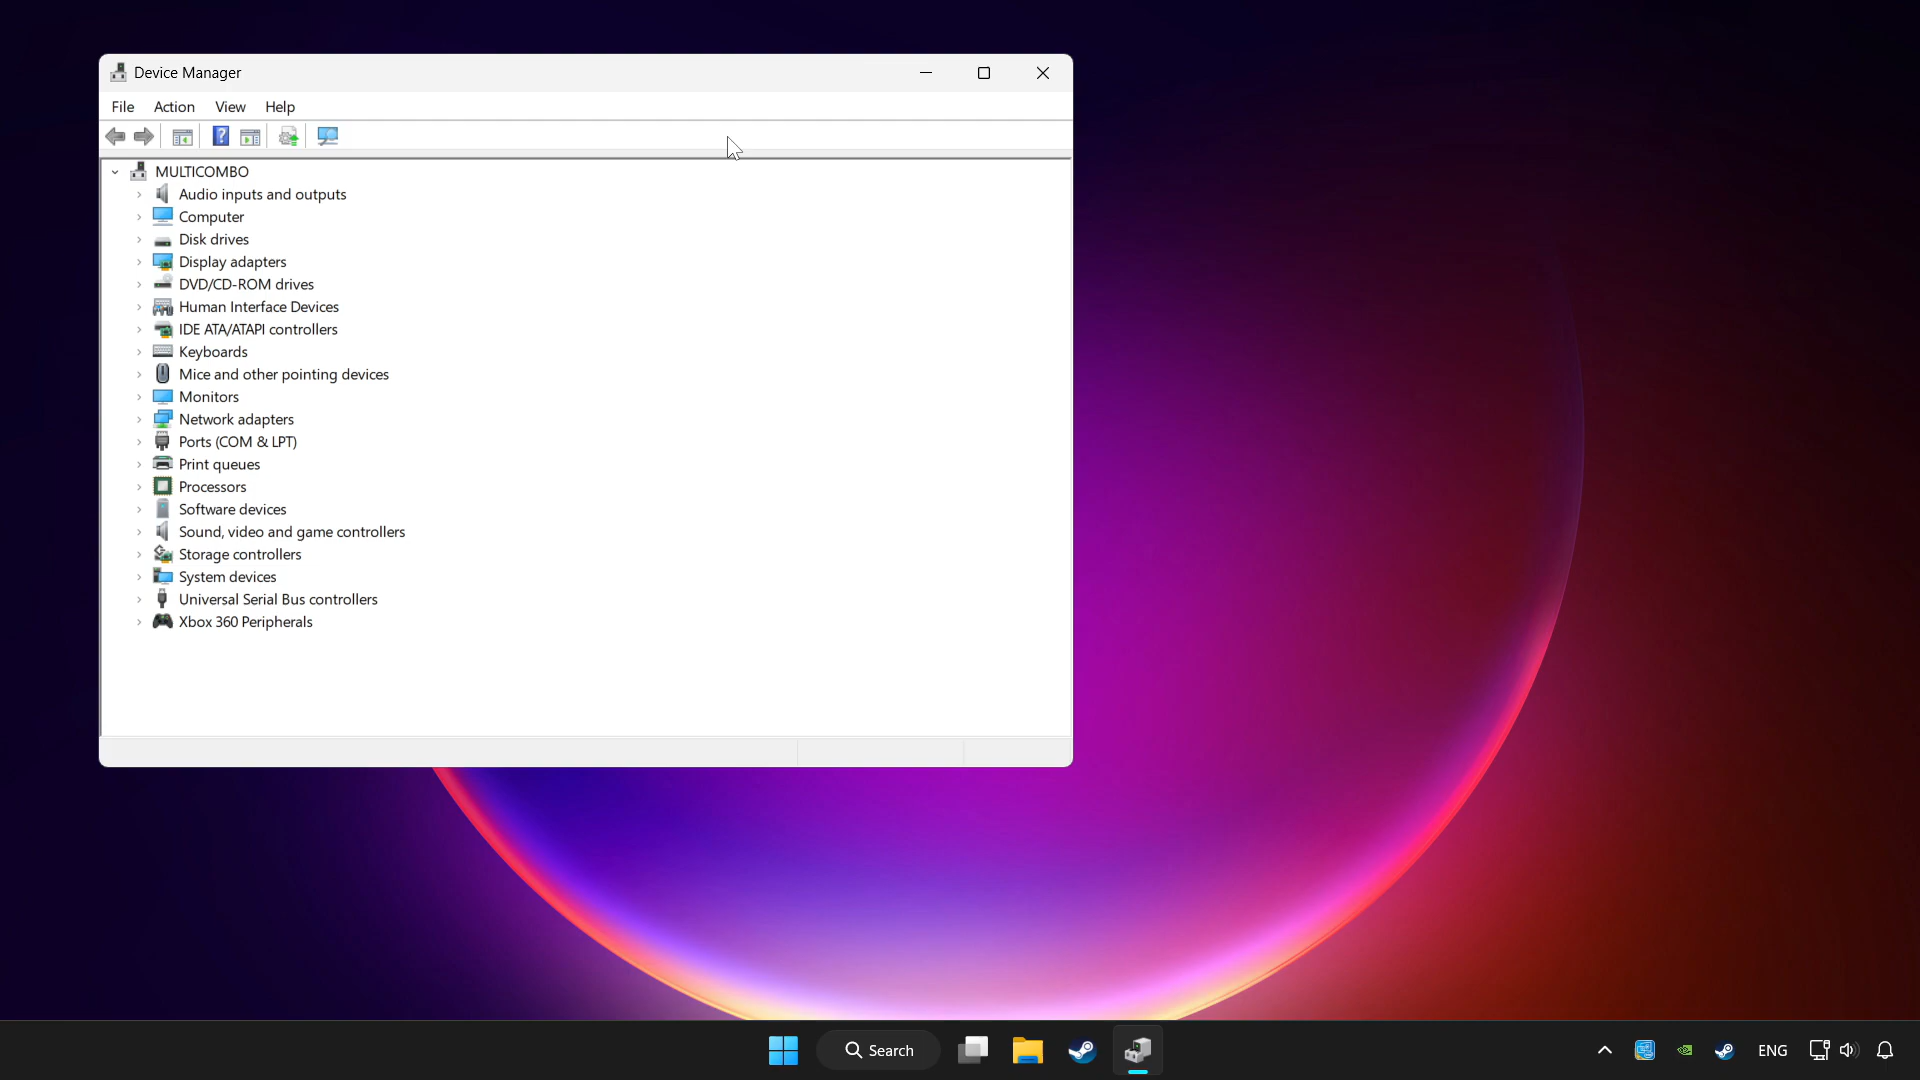 Device Manager
File Action View Help
?
MULTICOMBO
Audio inputs and outputs
Computer
Disk drives
Display adapters
DVD/CD-ROM drives
Human Interface Devices
IDE ATA/ATAPI controllers
Keyboards
Mice and other pointing devices
Monitors
Network adapters
Ports (COM & LPT)
Print queues
Processors
Software devices
Sound, video and game controllers
Storage controllers
System devices
Universal Serial Bus controllers
Xbox 360 Peripherals
Search
ENG